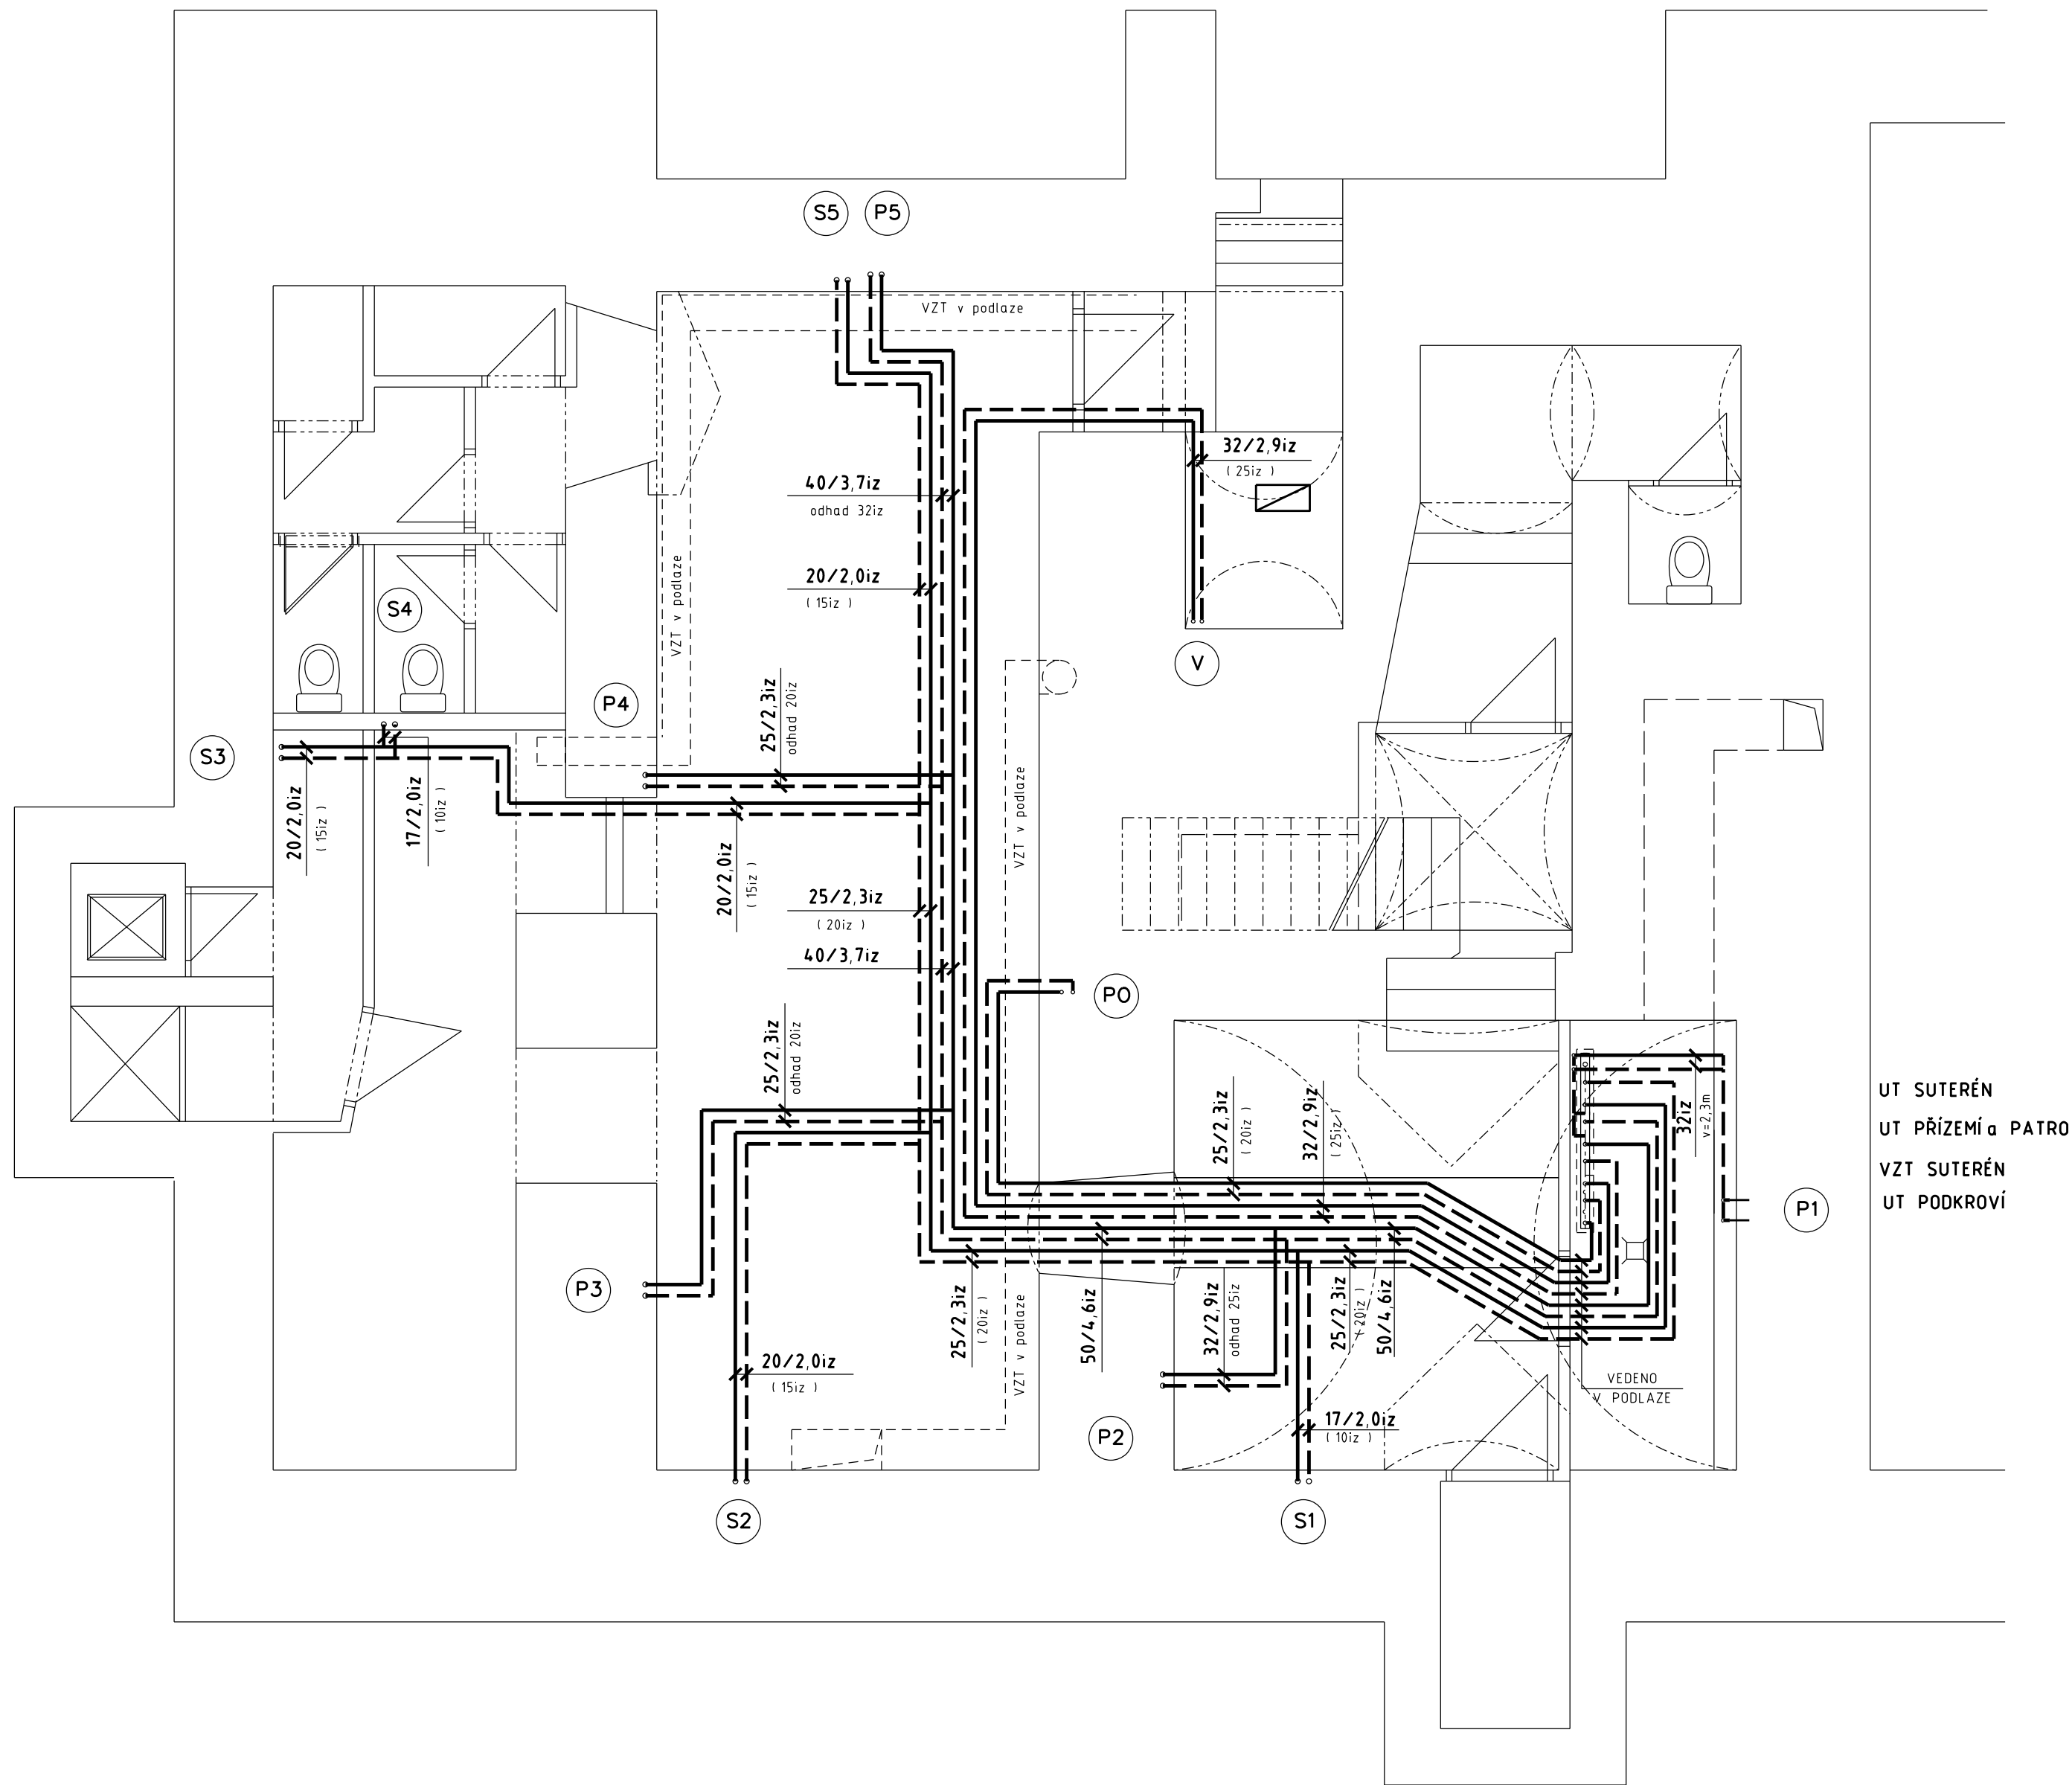 S5
P5
VZT v podlaze
32/2,9iz
( 25iz )
40/3,7iz
odhad 32iz
20/2,0iz
( 15iz )
VZT v podlaze
S4
V
P4
25/2,3iz
odhad 20iz
S3
20/2,0iz
( 15iz )
17/2,0iz
( 10iz )
20/2,0iz
( 15iz )
VZT v podlaze
25/2,3iz
( 20iz )
40/3,7iz
P0
25/2,3iz
odhad 20iz
25/2,3iz
( 20iz )
32/2,9iz
( 25iz )
32iz
v=2,3m
UT SUTERÉN
UT PŘÍZEMÍ a PATRO
VZT SUTERÉN
UT PODKROVÍ
P1
P3
25/2,3iz
( 20iz )
VZT v podlaze
50/4,6iz
32/2,9iz
odhad 25iz
25/2,3iz
( 20iz )
50/4,6iz
20/2,0iz
( 15iz )
VEDENO
V PODLAZE
P2
17/2,0iz
( 10iz )
S2
S1